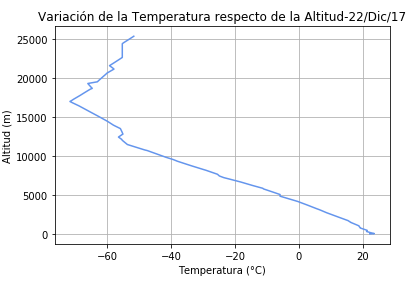 Variación de la Temperatura respecto de la Altitud-22/Dic/17
25000
20000
15000
10000
5000
0
Altitud (m)
−60 −40 −20 0 20
Temperatura (°C)